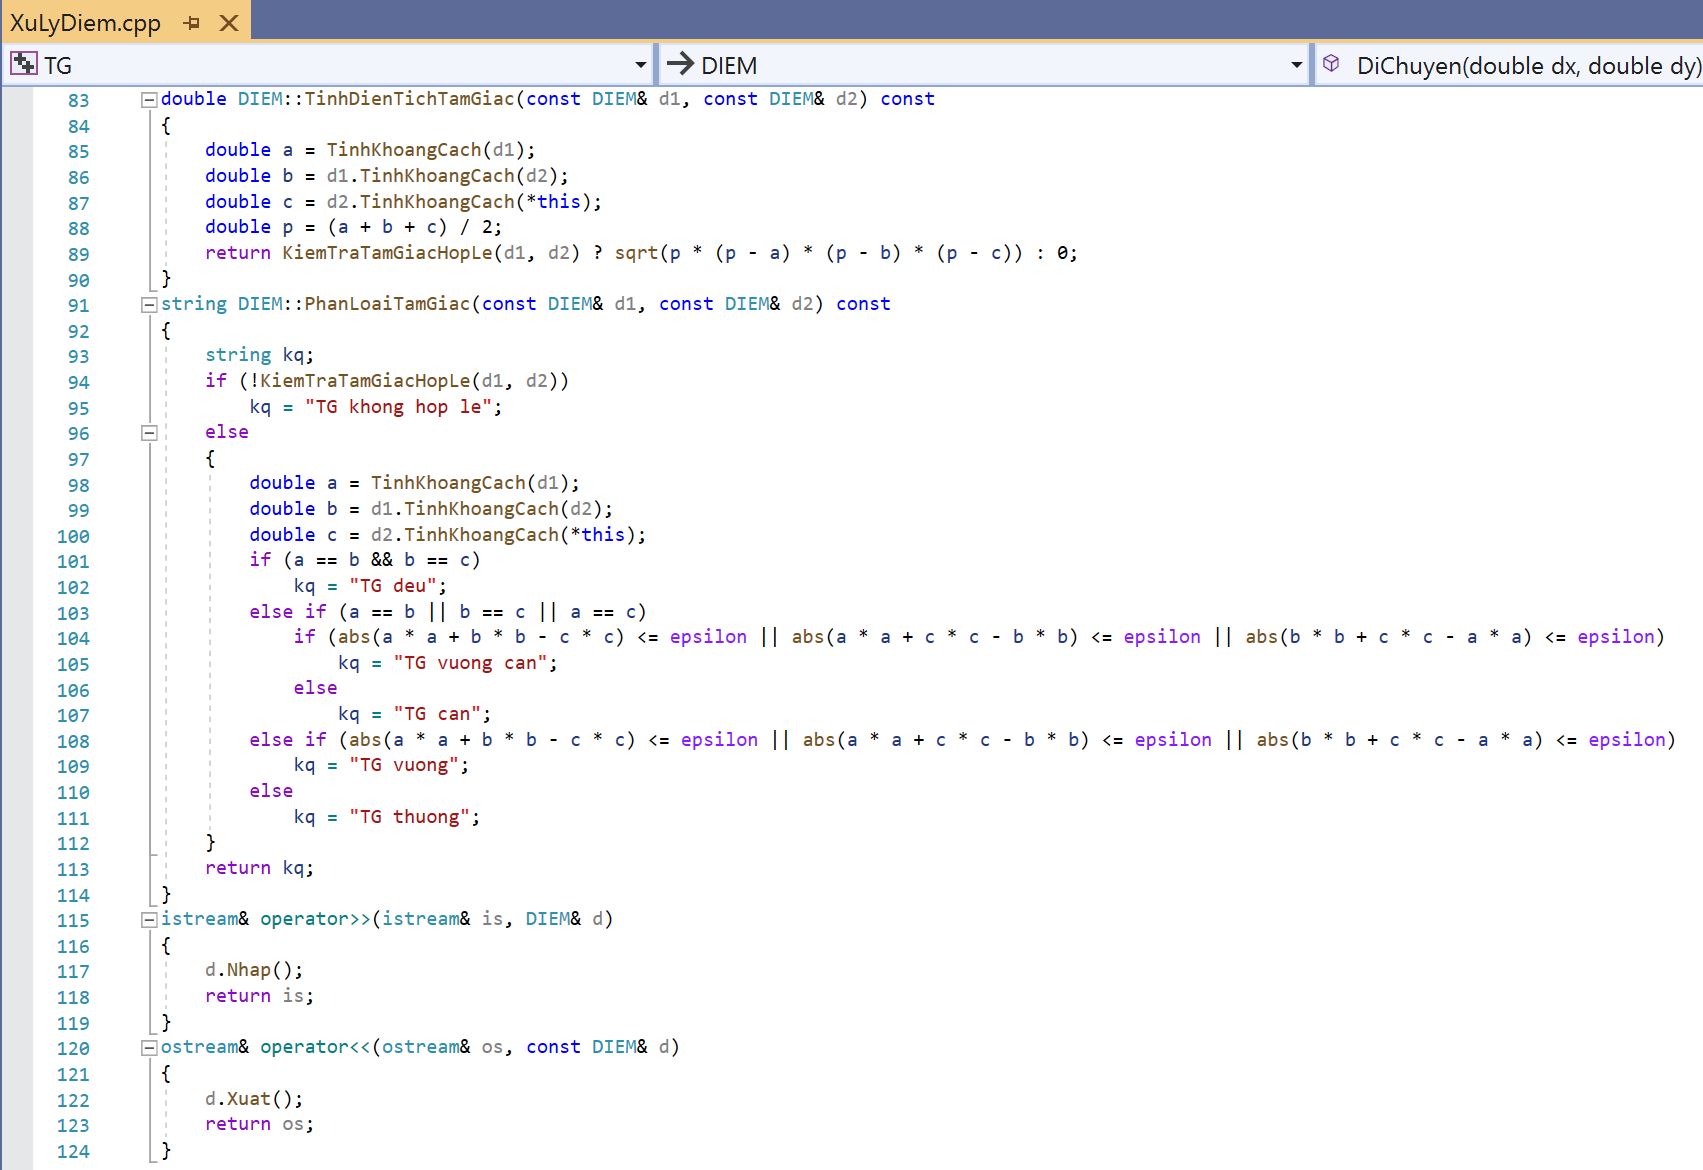 XuLyDiem.cpp
TG DIEM DiChuyen(double dx, double dy)
83 double DIEM::TinhDienTichTamGiac(const DIEM& d1, const DIEM& d2) const
84 {
85     double a = TinhKhoangCach(d1);
86     double b = d1.TinhKhoangCach(d2);
87     double c = d2.TinhKhoangCach(*this);
88     double p = (a + b + c) / 2;
89     return KiemTraTamGiacHopLe(d1, d2) ? sqrt(p * (p - a) * (p - b) * (p - c)) : 0;
90 }
91 string DIEM::PhanLoaiTamGiac(const DIEM& d1, const DIEM& d2) const
92 {
93     string kq;
94     if (!KiemTraTamGiacHopLe(d1, d2))
95         kq = "TG khong hop le";
96     else
97     {
98         double a = TinhKhoangCach(d1);
99         double b = d1.TinhKhoangCach(d2);
100         double c = d2.TinhKhoangCach(*this);
101         if (a == b && b == c)
102             kq = "TG deu";
103         else if (a == b || b == c || a == c)
104             if (abs(a * a + b * b - c * c) <= epsilon || abs(a * a + c * c - b * b) <= epsilon || abs(b * b + c * c - a * a) <= epsilon)
105                 kq = "TG vuong can";
106             else
107                 kq = "TG can";
108         else if (abs(a * a + b * b - c * c) <= epsilon || abs(a * a + c * c - b * b) <= epsilon || abs(b * b + c * c - a * a) <= epsilon)
109             kq = "TG vuong";
110         else
111             kq = "TG thuong";
112     }
113     return kq;
114 }
115 istream& operator>>(istream& is, DIEM& d)
116 {
117     d.Nhap();
118     return is;
119 }
120 ostream& operator<<(ostream& os, const DIEM& d)
121 {
122     d.Xuat();
123     return os;
124 }